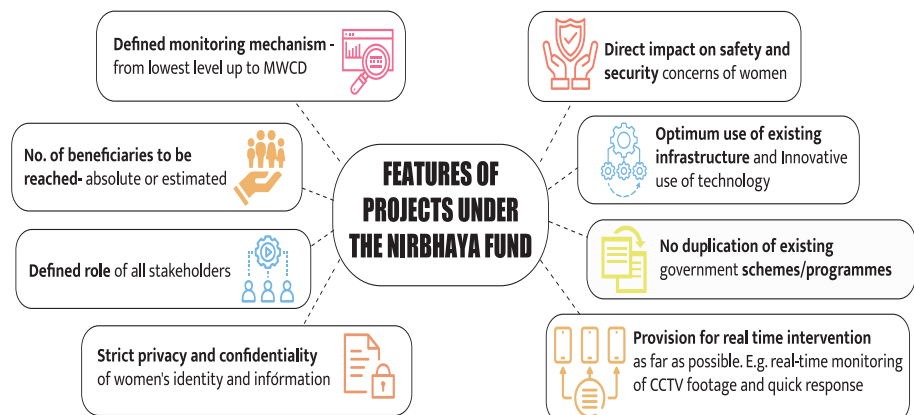 FEATURES OF
PROJECTS UNDER
THE NIRBHAYA FUND
Defined monitoring mechanism -
from lowest level up to MWCD
No. of beneficiaries to be
reached- absolute or estimated
Defined role of all stakeholders
Strict privacy and confidentiality
of women's identity and information
Direct impact on safety and
security concerns of women
Optimum use of existing
infrastructure and Innovative
use of technology
No duplication of existing
government schemes/programmes
Provision for real time intervention
as far as possible. E.g. real-time monitoring
of CCTV footage and quick response